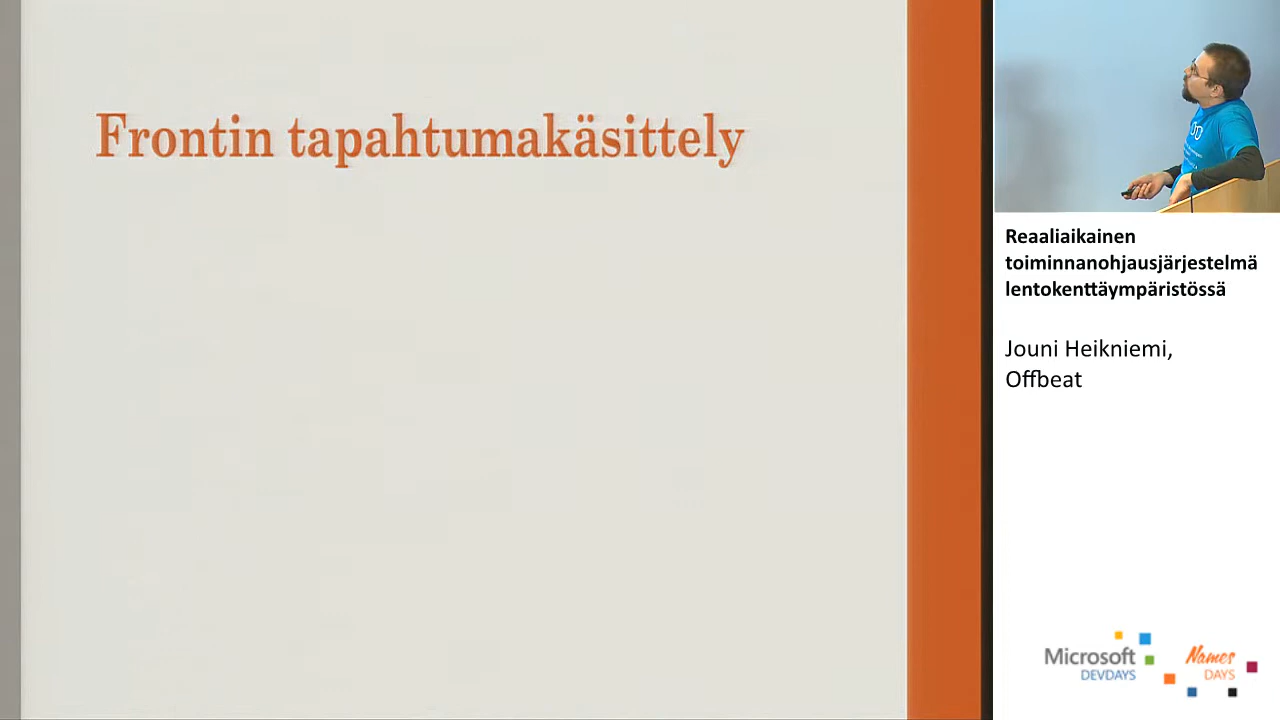 Frontin tapahtumakäsittely
Reaaliaikainen
toiminnanohjausjärjestelmä
lentokenttäympäristössä
Jouni Heikniemi,
Offbeat
Microsoft
DEVDAYS
Names
DAYS